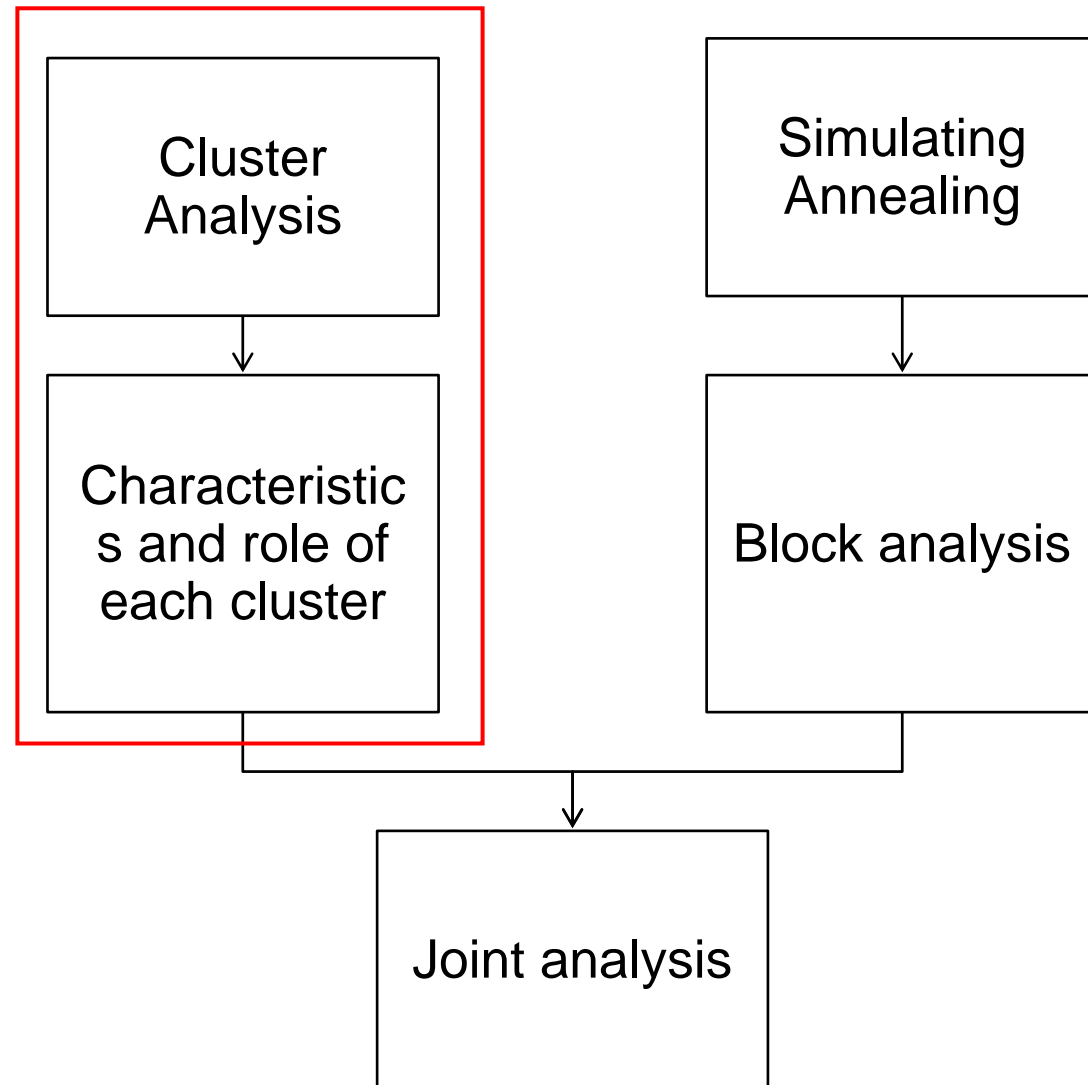 Cluster
Analysis
Simulating
Annealing
Characteristic
s and role of
each cluster
Block analysis
Joint analysis